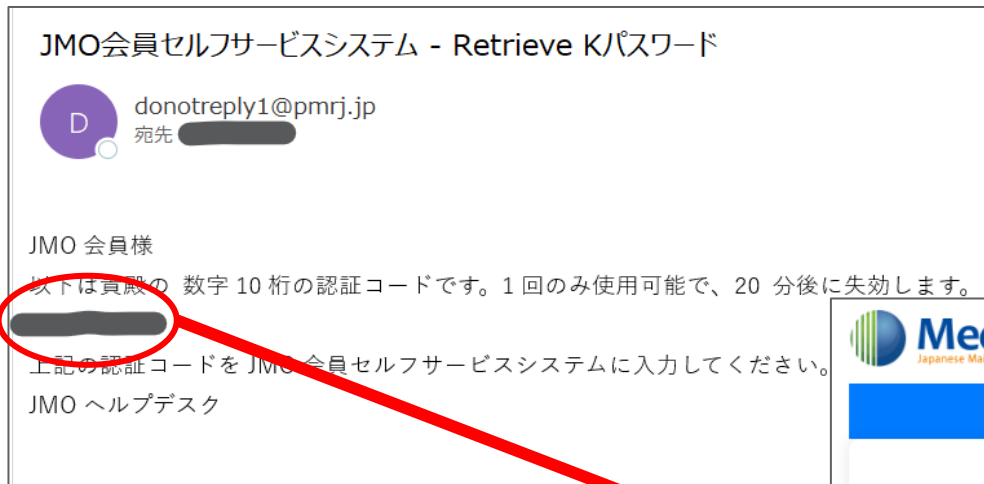 JMO会員セルフサービスシステム - Retrieve Kパスワード
D
donotreply1@pmrj.jp
宛先
JMO 会員様
以下は貴殿の 数字 10 桁の認証コードです。1 回のみ使用可能で、20 分後に失効します。
上記の認証コードを JMO 会員セルフサービスシステムに入力してください。
JMO ヘルプデスク
Japanese